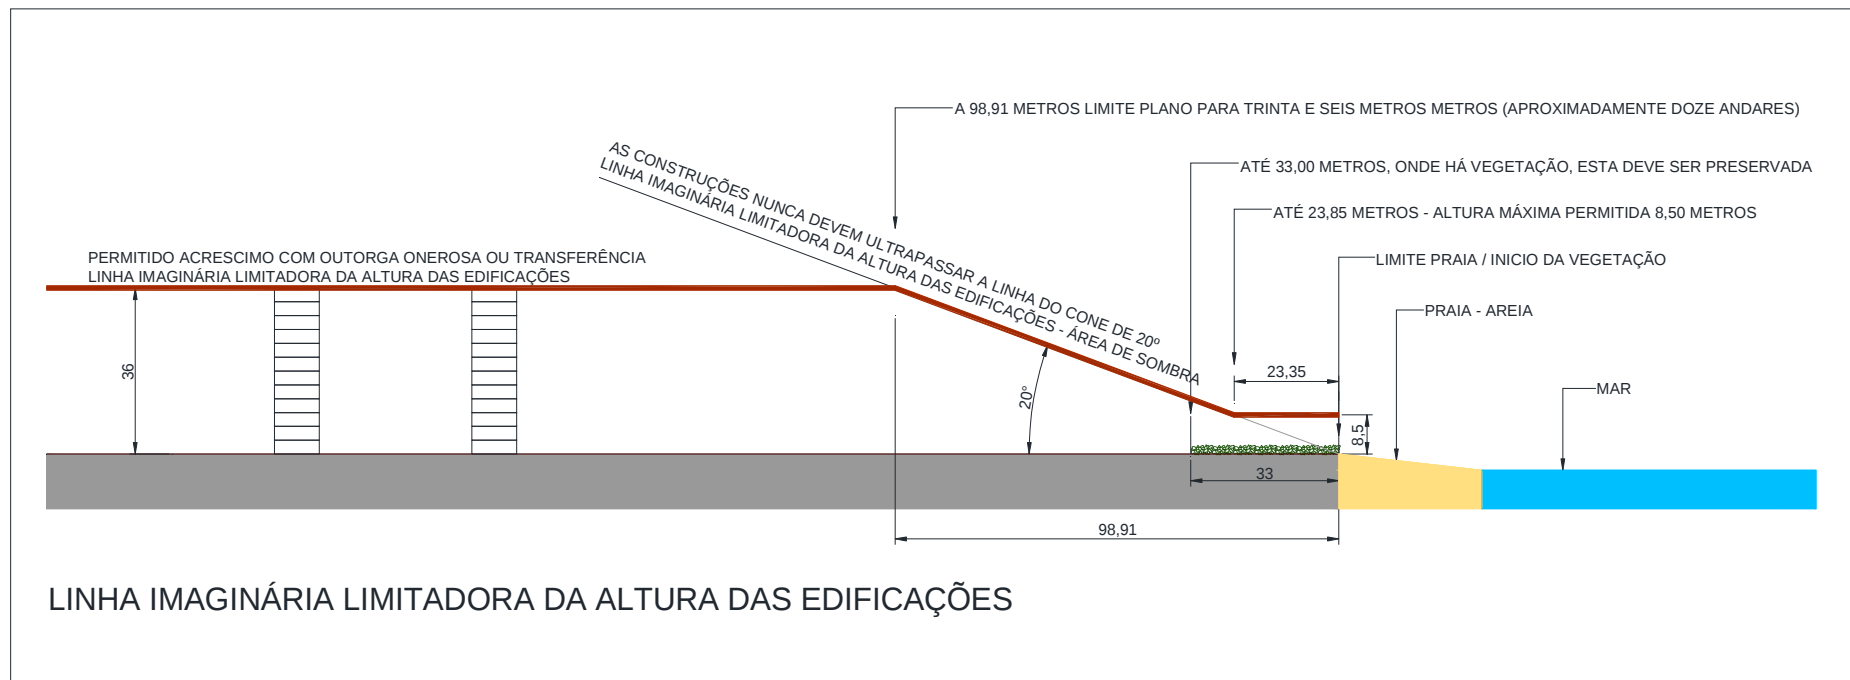 A 98,91 METROS LIMITE PLANO PARA TRINTA E SEIS METROS METROS (APROXIMADAMENTE DOZE ANDARES)
AS CONSTRUÇÕES NUNCA DEVEM ULTRAPASSAR A LINHA DO CONE DE 20º
LINHA IMAGINÁRIA LIMITADORA DA ALTURA DAS EDIFICAÇÕES - ÁREA DE SOMBRA
ATÉ 33,00 METROS, ONDE HÁ VEGETAÇÃO, ESTA DEVE SER PRESERVADA
ATÉ 23,85 METROS - ALTURA MÁXIMA PERMITIDA 8,50 METROS
PERMITIDO ACRESCIMO COM OUTORGA ONEROSA OU TRANSFERÊNCIA
LINHA IMAGINÁRIA LIMITADORA DA ALTURA DAS EDIFICAÇÕES
LIMITE PRAIA / INICIO DA VEGETAÇÃO
PRAIA - AREIA
36
23,35
MAR
20°
8,5
33
98,91
LINHA IMAGINÁRIA LIMITADORA DA ALTURA DAS EDIFICAÇÕES